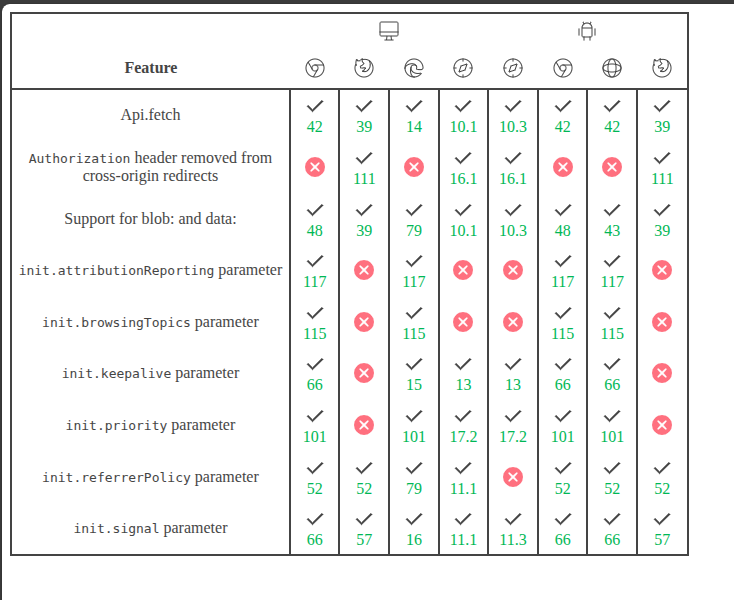 Feature
Api.fetch
42 39 14 10.1 10.3 42 42 39
Authorization header removed from
cross-origin redirects
111 16.1 16.1 111
Support for blob: and data:
48 39 79 10.1 10.3 48 43 39
init.attributionReporting parameter
117 117 117 117
init.browsingTopics parameter
115 115 115 115
init.keepalive parameter
66 15 13 13 66 66
init.priority parameter
101 101 17.2 17.2 101 101
init.referrerPolicy parameter
52 52 79 11.1 52 52 52
init.signal parameter
66 57 16 11.1 11.3 66 66 57